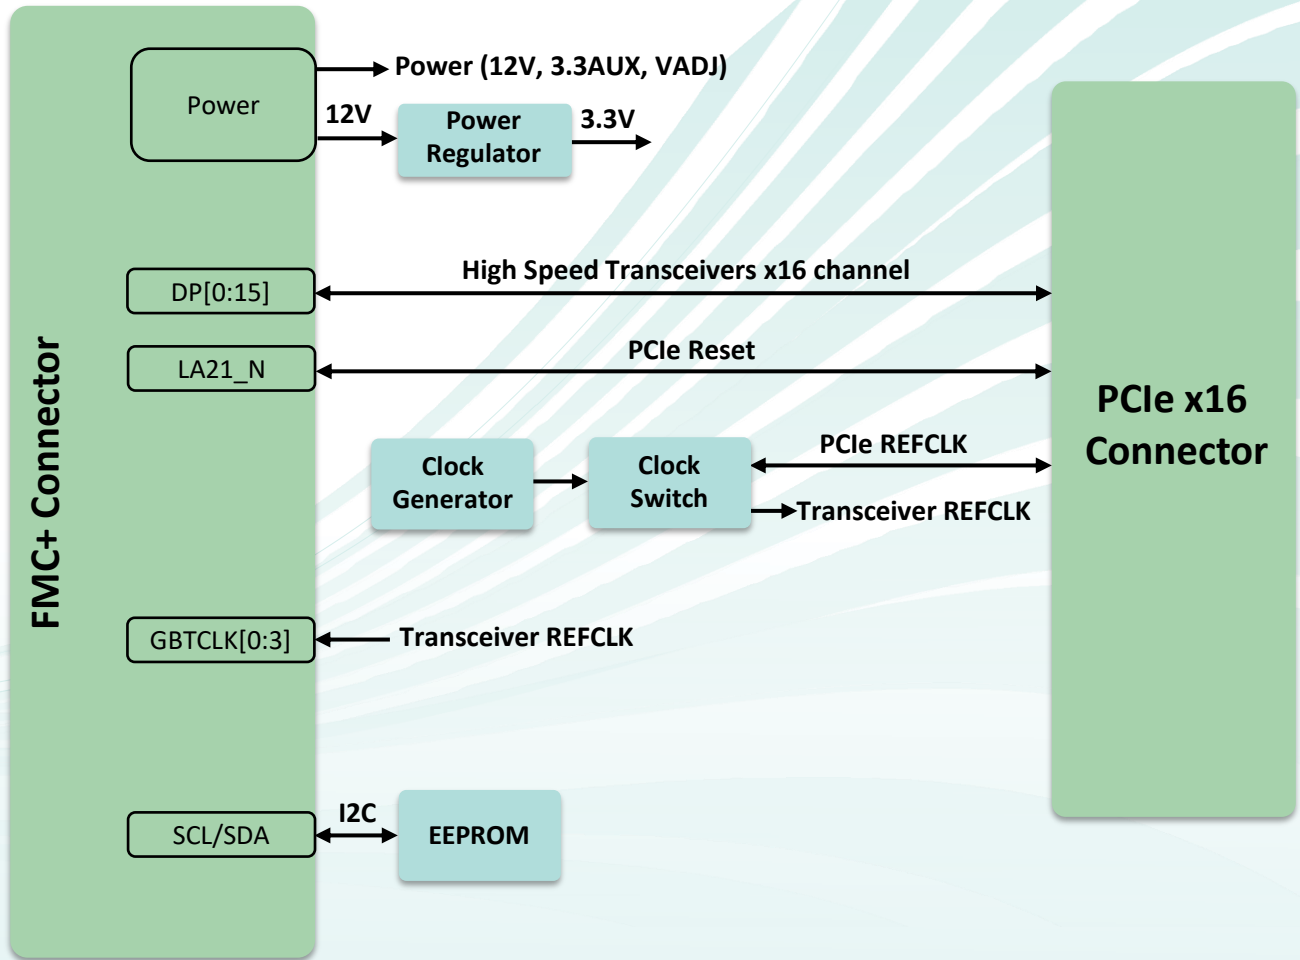 Power
Power (12V, 3.3AUX, VADJ)
12V
Power
Regulator
3.3V
DP[0:15]
High Speed Transceivers x16 channel
LA21_N
PCIe Reset
FMC+ Connector
PCIe x16
Connector
Clock
Generator
Clock
Switch
PCIe REFCLK
Transceiver REFCLK
GBTCLK[0:3]
Transceiver REFCLK
SCL/SDA
I2C
EEPROM